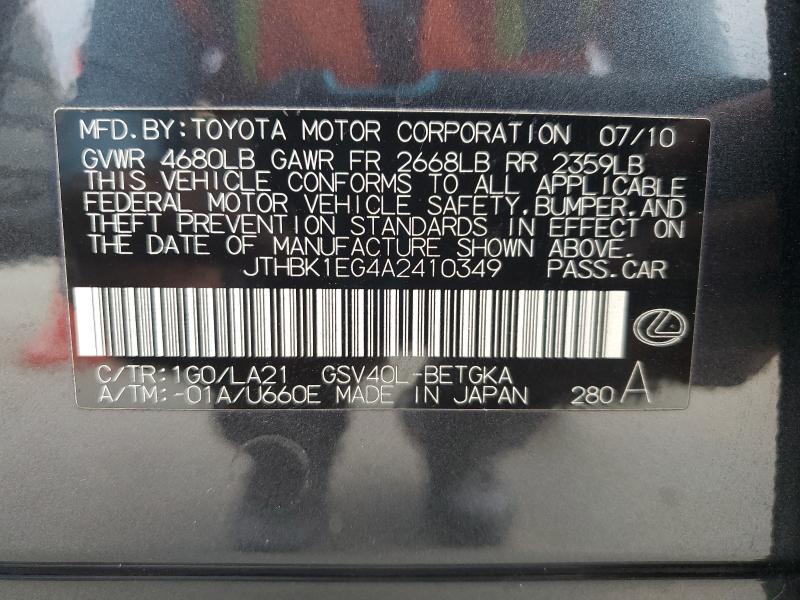 MFD. BY: TOYOTA MOTOR CORPORATION 07/10
GVWR 4680LB GAWR FR 2668LB RR 2359LB
THIS VEHICLE CONFORMS TO ALL APPLICABLE
FEDERAL MOTOR VEHICLE SAFETY, BUMPER, AND
THEFT PREVENTION STANDARDS IN EFFECT ON
THE DATE OF MANUFACTURE SHOWN ABOVE.
JTHBK1EG4A2410349 PASS. CAR
C/TR: 1G0/LA21 GSV40L-BETGKA
A/TM: -01A/U660E MADE IN JAPAN 280 A